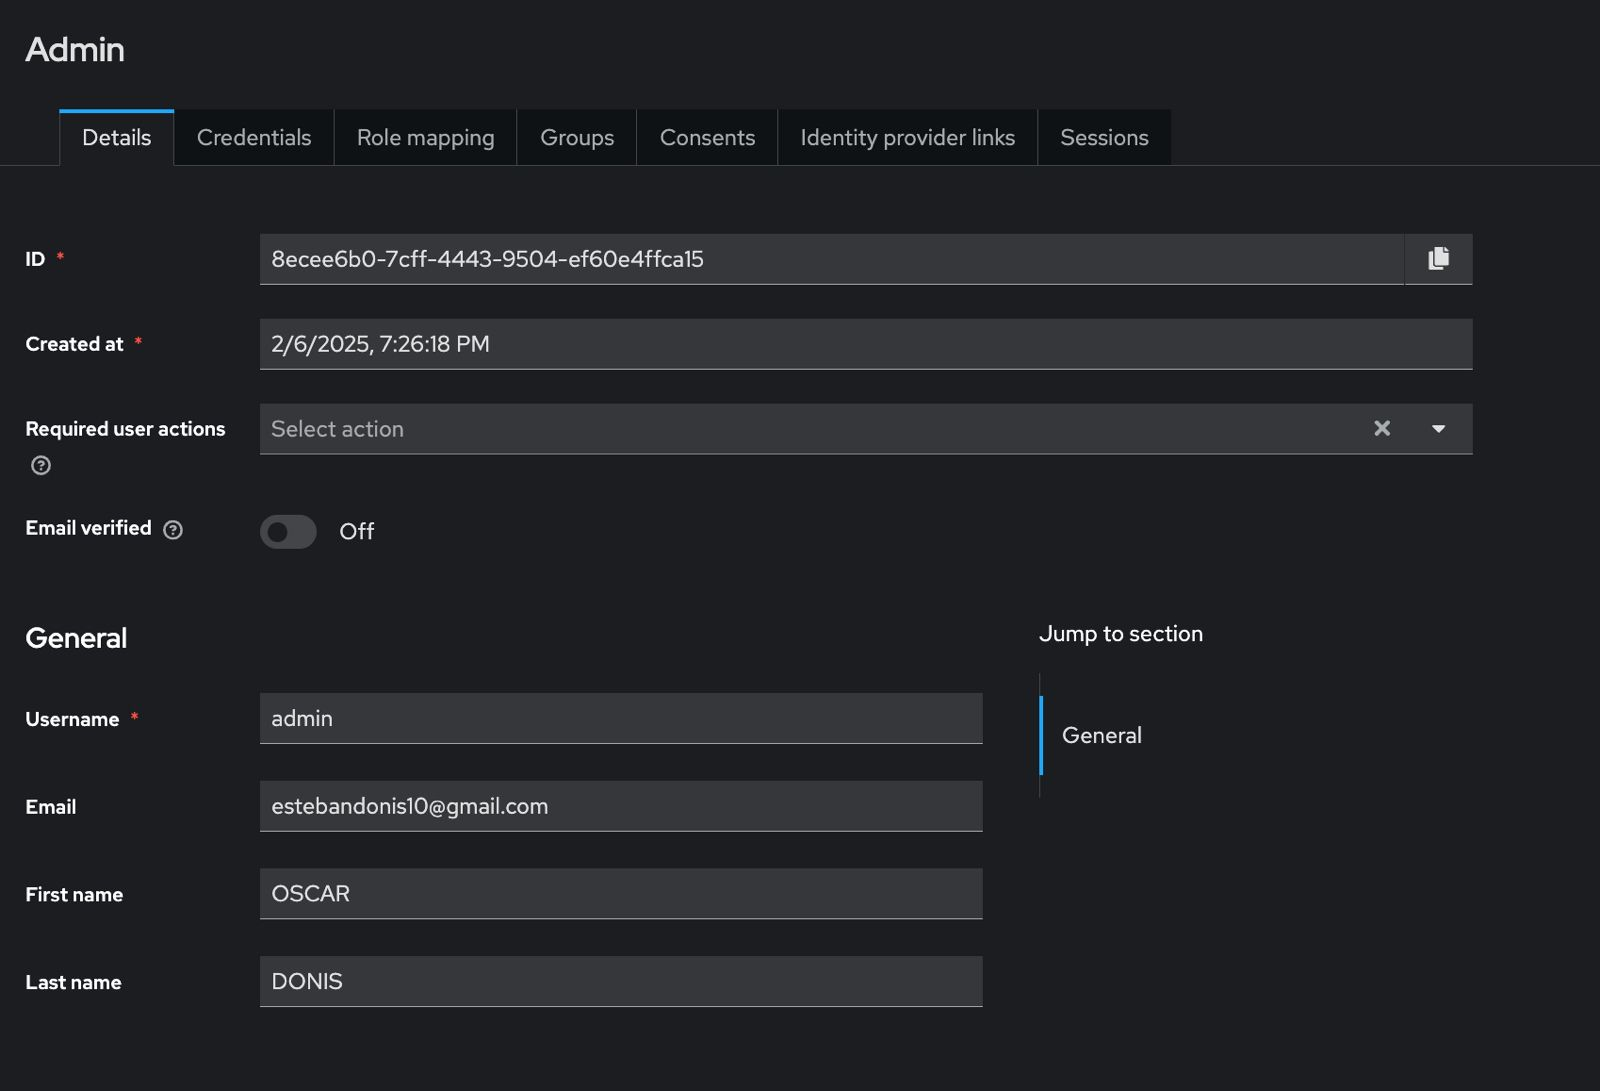 Admin
Details Credentials Role mapping Groups Consents Identity provider links Sessions
ID * 8ecee6b0-7cff-4443-9504-ef60e4ffca15
Created at * 2/6/2025, 7:26:18 PM
Required user actions Select action
Email verified Off
General
Jump to section
General
Username * admin
Email estebandonis10@gmail.com
First name OSCAR
Last name DONIS